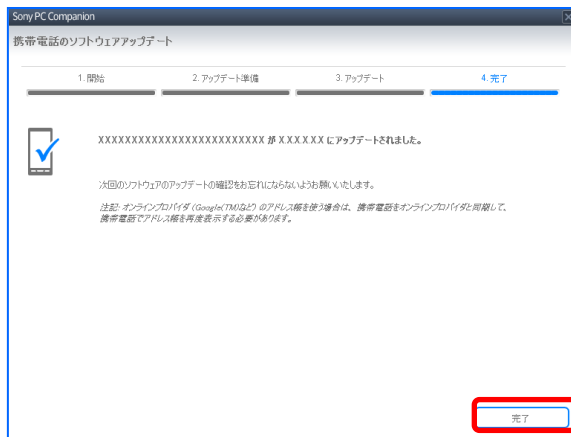 Sony PC Companion
携帯電話のソフトウェアアップデート
1. 開始 2. アップデート準備 3. アップデート 4. 完了
XXXXXXXXXXXXXXXXXXXXXXXXX が X.X.X.X.X にアップデートされました。
次回のソフトウェアのアップデートの確認をお忘れにならないようお願いいたします。
注記: オンラインプロバイダ (Google(TM)など) のアドレス帳を使う場合は、携帯電話をオンラインプロバイダと同期して、
携帯電話でアドレス帳を再度表示する必要があります。
完了